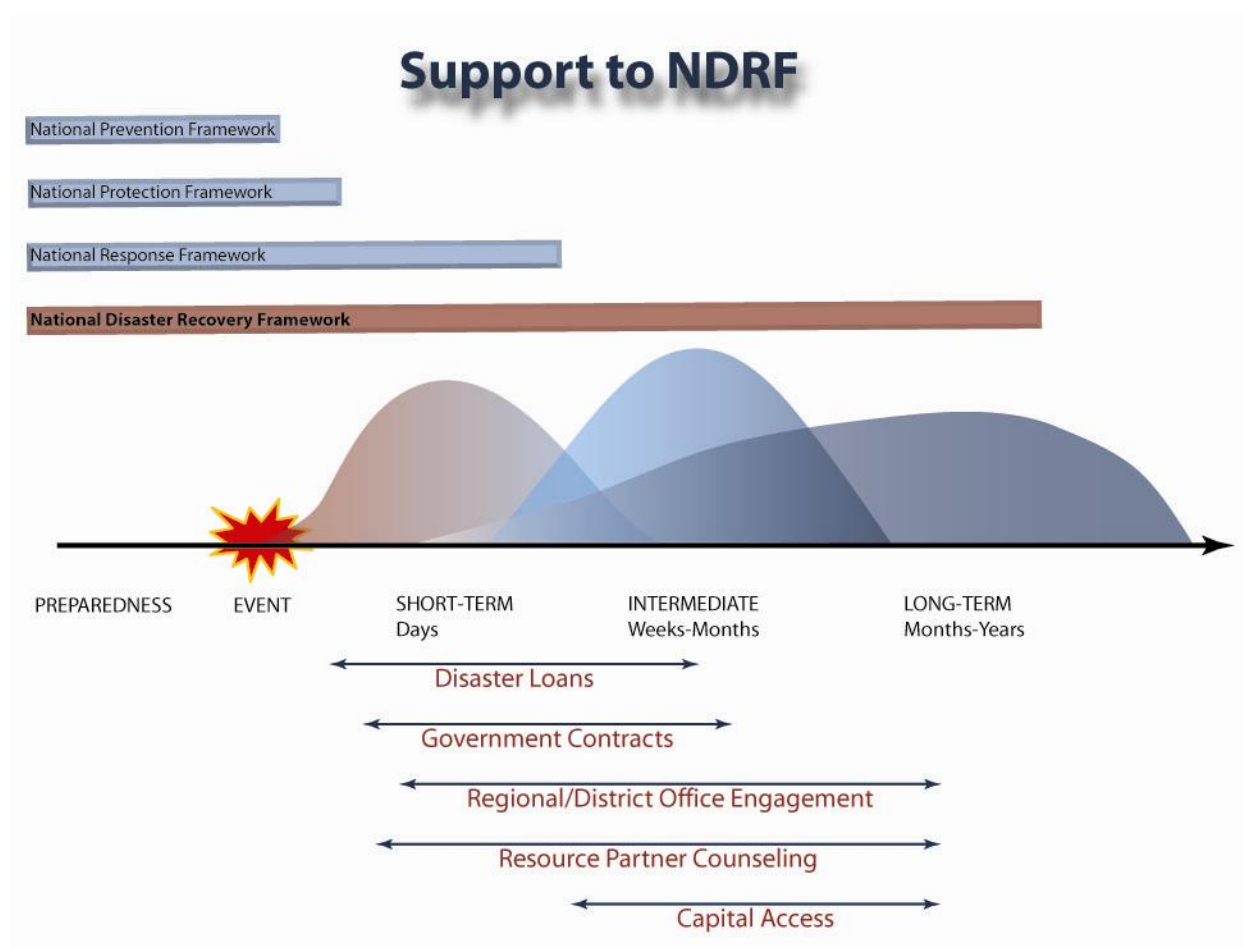 Support to NDRF
National Prevention Framework
National Protection Framework
National Response Framework
National Disaster Recovery Framework
PREPAREDNESS
EVENT
SHORT-TERM
Days
INTERMEDIATE
Weeks-Months
LONG-TERM
Months-Years
Disaster Loans
Government Contracts
Regional/District Office Engagement
Resource Partner Counseling
Capital Access